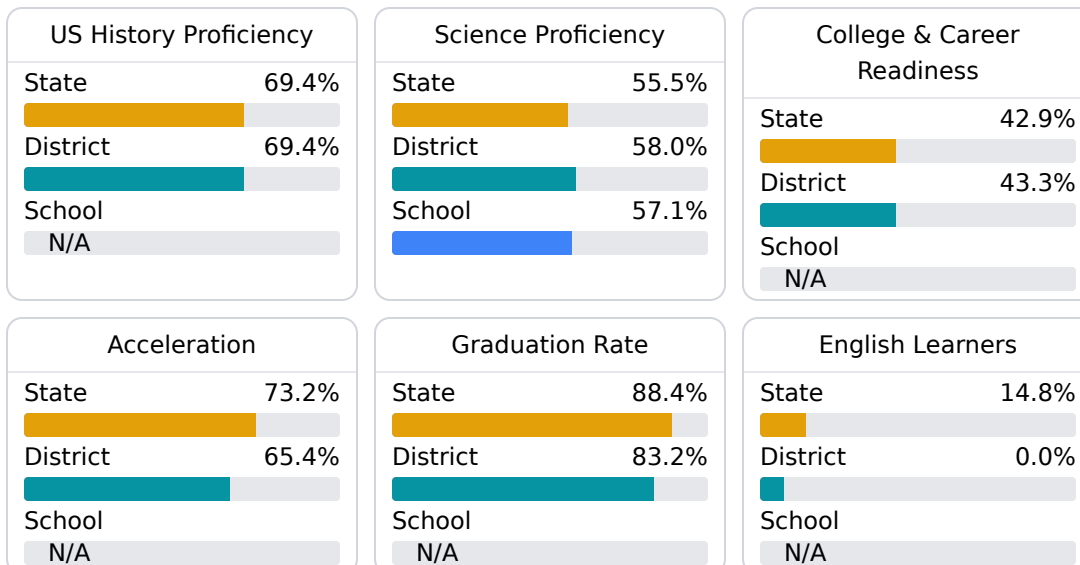 US History Proficiency
State 69.4%
District 69.4%
School
N/A
Science Proficiency
State 55.5%
District 58.0%
School 57.1%
College & Career
Readiness
State 42.9%
District 43.3%
School
N/A
Acceleration
State 73.2%
District 65.4%
School
N/A
Graduation Rate
State 88.4%
District 83.2%
School
N/A
English Learners
State 14.8%
District 0.0%
School
N/A